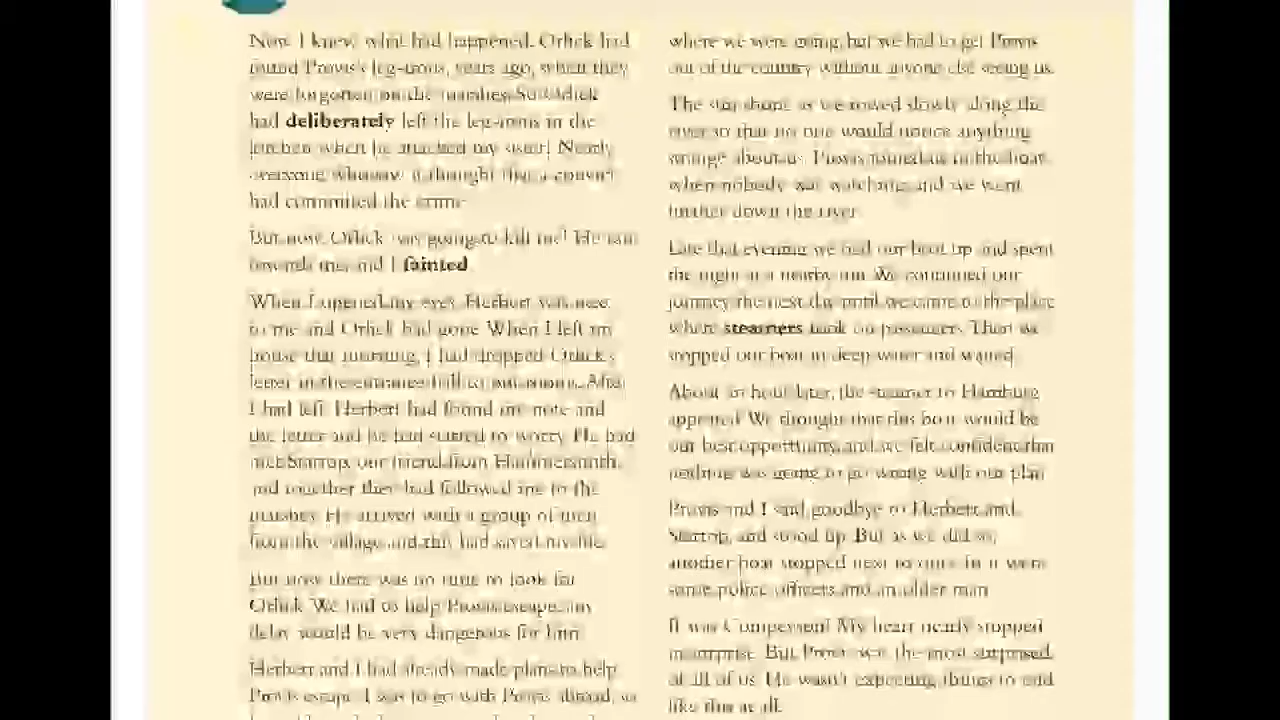 Now I knew what had happened. Orlick had
found Provis's leg-irons, years ago, when they
were forgotten on the marshes. So Orlick
had deliberately left the leg-irons in the
kitchen when he attacked my sister! Nearly
everyone thought that a convict
had committed the crime.
But now, Orlick was going to kill me! He ran
towards me and I fainted.
When I opened my eyes, Herbert was near
to me and Orlick had gone. When I left my
house that morning, I had dropped Orlick's
letter in the entrance hall to our rooms. After
I had left, Herbert had found my note and
the letter and he had started to worry. He had
met Startop, our friend from Hammersmith,
and together they had followed me to the
marshes. He arrived with a group of men
from the village and they had saved my life.
But now there was no time to look for
Orlick. We had to help Provis escape. Any
delay would be very dangerous for him.
Herbert and I had already made plans to help
Provis escape. I was to go with Provis abroad, so
where we were going, but we had to get Provis
out of the country without anyone else seeing us.
The sun shone as we rowed slowly along the
river so that no one would notice anything
strange about us. Provis joined us in the boat
when nobody was watching and we went
further down the river.
Late that evening we tied our boat up and spent
the night at a nearby inn. We continued our
journey the next day until we came to the place
where steamers took on passengers. Then we
stopped our boat in deep water and waited.
About an hour later, the steamer to Hamburg
appeared. We thought that this boat would be
our best opportunity, and we felt confident that
nothing was going to go wrong with our plan.
Provis and I said goodbye to Herbert and
Startop, and stood up. But as we did so,
another boat stopped next to ours. In it were
some police officers and an older man.
It was Compeyson! My heart nearly stopped
in surprise. But Provis was the most surprised
of all of us. He wasn't expecting things to end
like this at all.